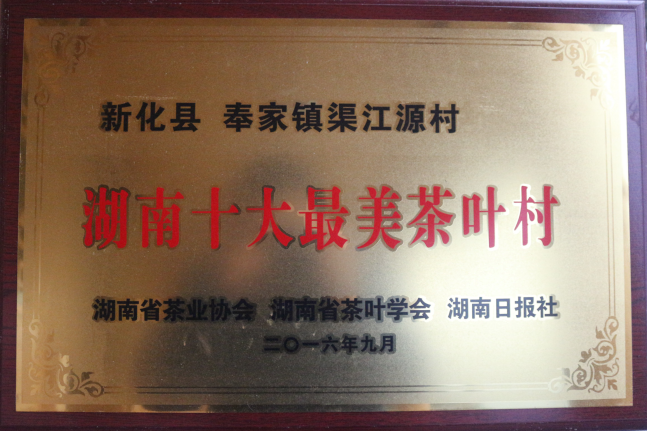 新化县 奉家镇渠江源村
湖南十大最美茶叶村
湖南省茶业协会 湖南省茶叶学会 湖南日报社
二〇一六年九月